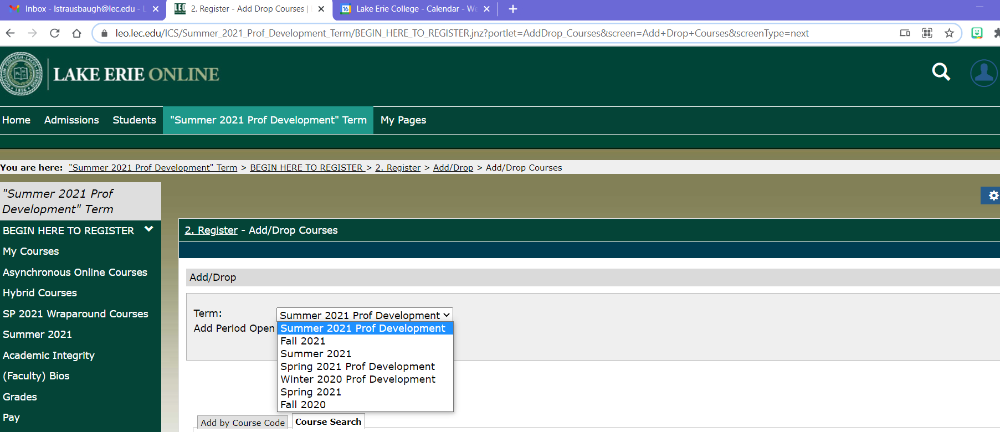 Inbox - lstrausbaugh@lec.edu - L
2. Register - Add Drop Courses |
16 Lake Erie College - Calendar - We
leo.lec.edu/ICS/Summer_2021_Prof_Development_Term/BEGIN_HERE_TO_REGISTER.jnz?portlet=AddDrop_Courses&screen=Add+Drop+Courses&screenType=next
LAKE ERIE ONLINE
Home Admissions Students "Summer 2021 Prof Development" Term My Pages
You are here: "Summer 2021 Prof Development" Term > BEGIN HERE TO REGISTER > 2. Register > Add/Drop > Add/Drop Courses
"Summer 2021 Prof
Development" Term
BEGIN HERE TO REGISTER
My Courses
Asynchronous Online Courses
Hybrid Courses
SP 2021 Wraparound Courses
Summer 2021
Academic Integrity
(Faculty) Bios
Grades
Pay
2. Register - Add/Drop Courses
Add/Drop
Term: Summer 2021 Prof Development
Add Period Open
Summer 2021 Prof Development
Fall 2021
Summer 2021
Spring 2021 Prof Development
Winter 2020 Prof Development
Spring 2021
Fall 2020
Add by Course Code Course Search